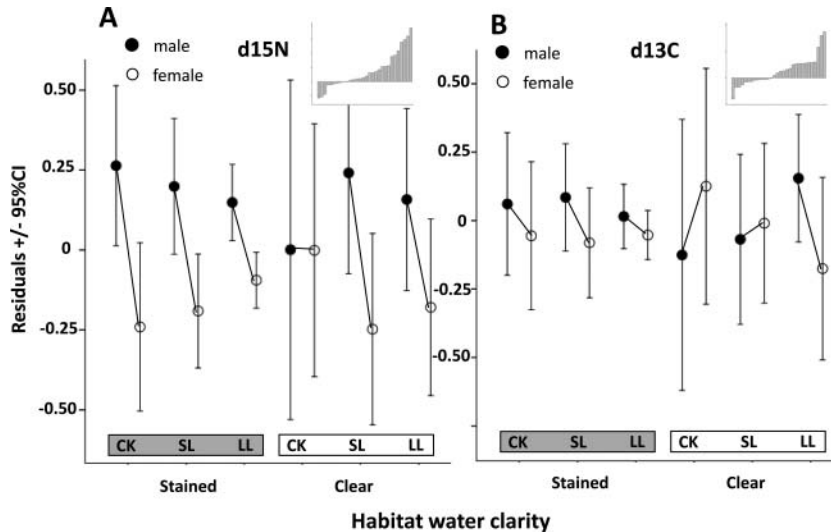 A
d15N
male
female
0.50
0.25
0
-0.25
-0.50
Residuals +/- 95%CI
CK SL LL
CK SL LL
Stained Clear
B
d13C
male
female
0.50
0.25
0
-0.25
-0.50
CK SL LL
CK SL LL
Stained Clear
Habitat water clarity